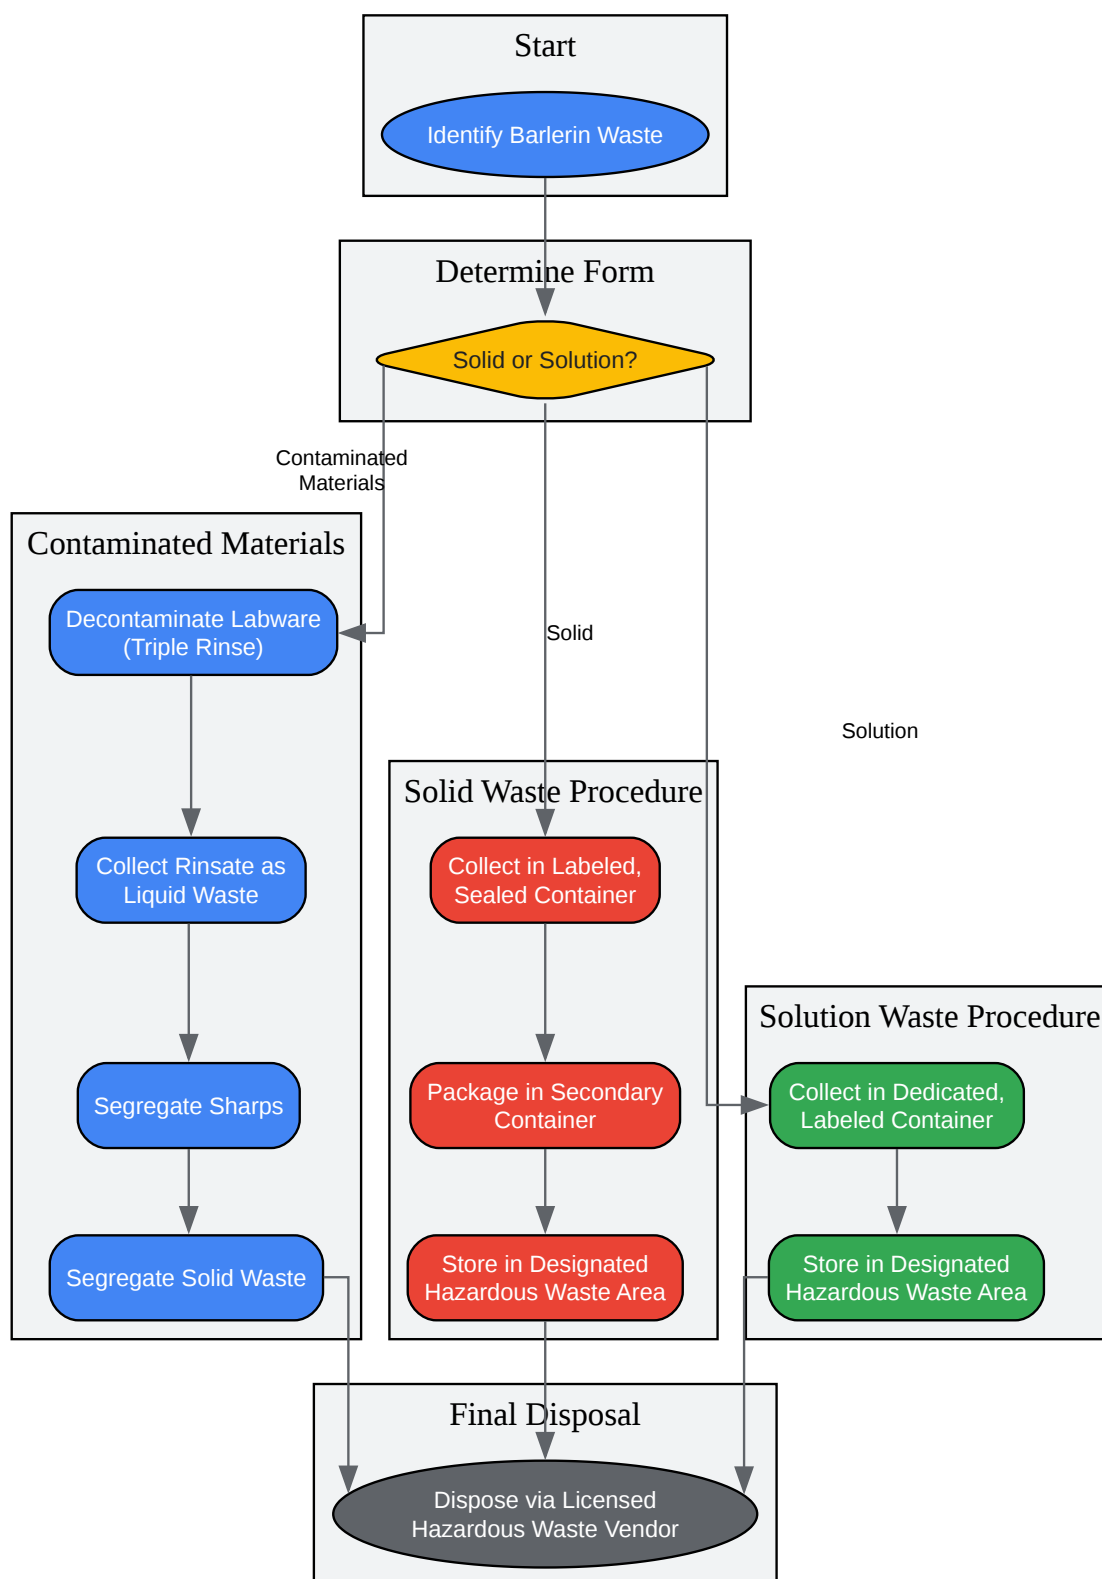 Start
Identify Barlerin Waste
Determine Form
Solid or Solution?
Contaminated
Materials
Contaminated Materials
Decontaminate Labware
(Triple Rinse)
Solid
Solution
Solid Waste Procedure
Collect Rinsate as
Liquid Waste
Collect in Labeled,
Sealed Container
Solution Waste Procedure
Segregate Sharps
Package in Secondary
Container
Collect in Dedicated,
Labeled Container
Segregate Solid Waste
Store in Designated
Hazardous Waste Area
Store in Designated
Hazardous Waste Area
Final Disposal
Dispose via Licensed
Hazardous Waste Vendor